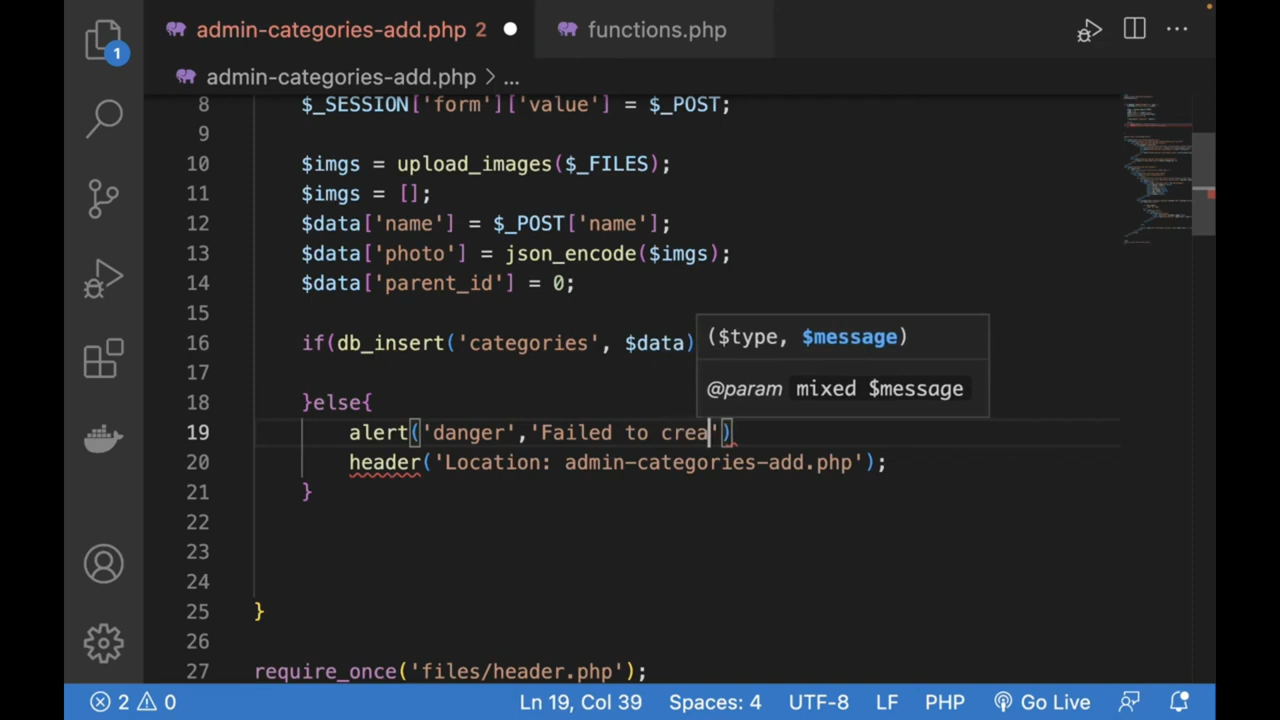 admin-categories-add.php 2
functions.php
admin-categories-add.php > ...
1
8 $_SESSION['form']['value'] = $_POST;
9
10 $imgs = upload_images($_FILES);
11 $imgs = [];
12 $data['name'] = $_POST['name'];
13 $data['photo'] = json_encode($imgs);
14 $data['parent_id'] = 0;
15
16 if(db_insert('categories', $data)
($type, $message)
@param mixed $message
17
18 }else{
19 alert('danger','Failed to crea')
20 header('Location: admin-categories-add.php');
21 }
22
23
24
25 }
26
27 require_once('files/header.php');
2 0 Ln 19, Col 39 Spaces: 4 UTF-8 LF PHP Go Live